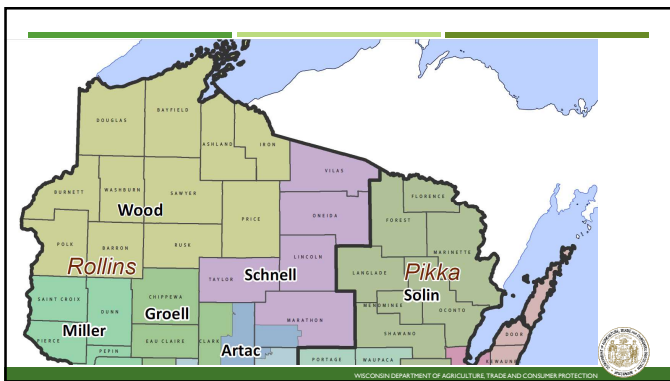 DOUGLAS
BAYFIELD
ASHLAND
IRON
VILAS
FLORENCE
BURNETT
WASHBURN
SAWYER
ONEIDA
FOREST
Wood
PRICE
MARINETTE
POLK
BARRON
RUSK
LINCOLN
Rollins
TAYLOR
Schnell
LANGLADE
Pikka
Solin
SAINT CROIX
DUNN
CHIPPEWA
Groell
MENOMINEE
OCONTO
Miller
MARATHON
SHAWANO
DOOR
PIERCE
EAU CLAIRE
CLARK
Artac
PEPIN
PORTAGE
WAUPACA
KEWAUNE
WISCONSIN DEPARTMENT OF AGRICULTURE, TRADE AND CONSUMER PROTECTION